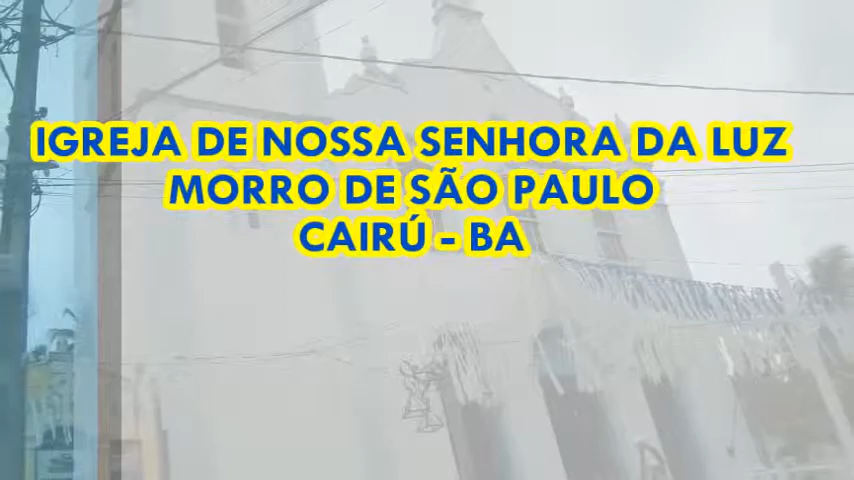 IGREJA DE NOSSA SENHORA DA LUZ
MORRO DE SÃO PAULO
CAIRÚ - BA